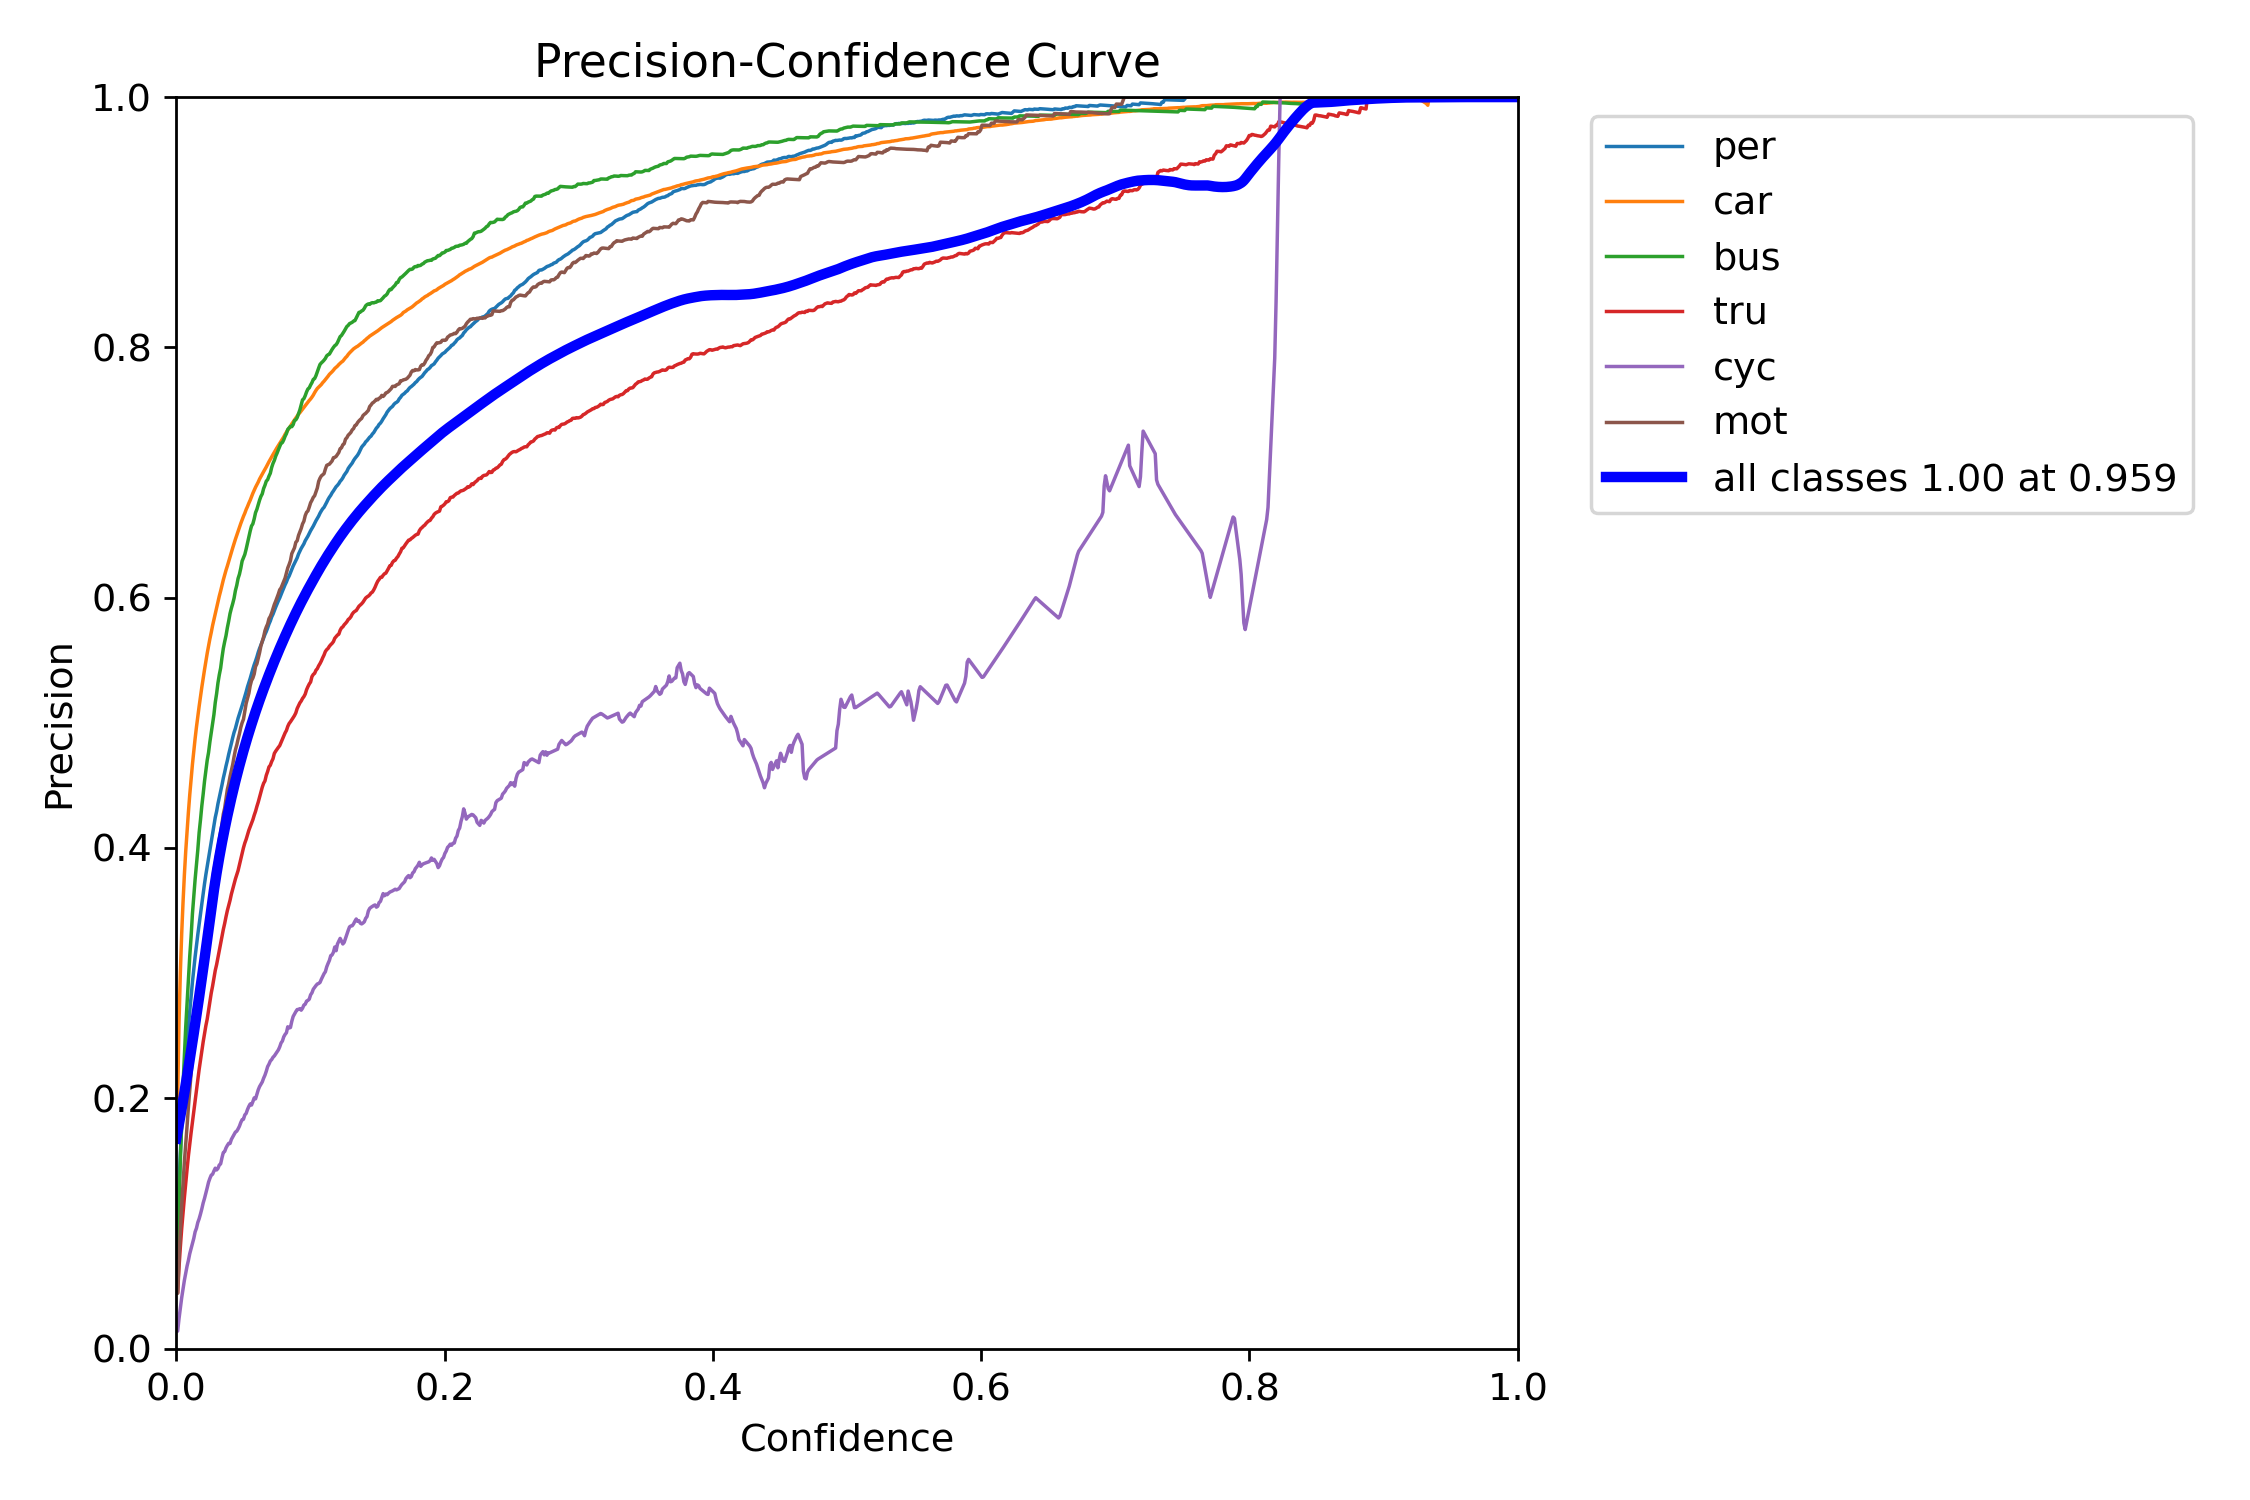 Precision-Confidence Curve
1.0
0.8
0.6
0.4
0.2
0.0
Precision
0.0 0.2 0.4 0.6 0.8 1.0
Confidence
per
car
bus
tru
cyc
mot
all classes 1.00 at 0.959